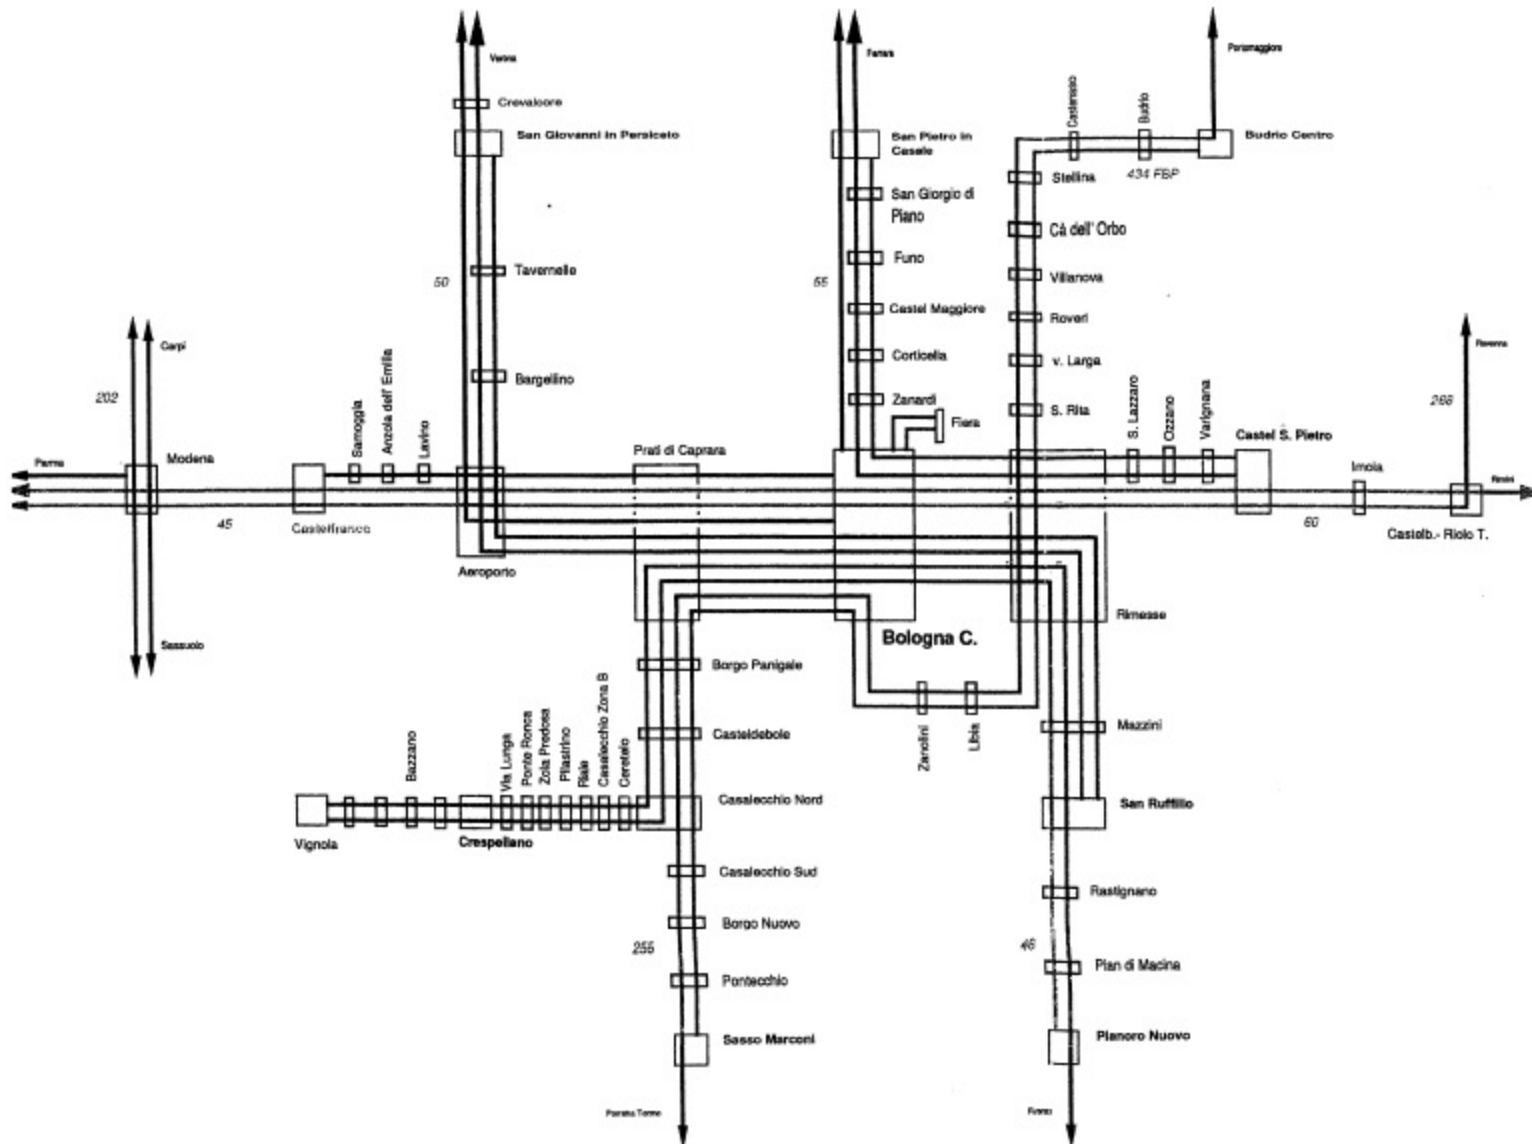 Verona
Ferrara
Portomaggiore
Crevalcore
San Giovanni in Persiceto
San Pietro in
Casale
Castenaso
Budrio
Budrio Centro
434 FBP
Stellina
San Giorgio di
Piano
Cà dell' Orbo
Funo
Tavernelle
50
55
Villanova
Castel Maggiore
Roveri
Carpi
Ravenna
Corticella
v. Larga
Bargellino
202
Zanardi
S. Rita
266
Fiera
Samoggia
Anzola dell' Emilia
Lavino
Prati di Caprara
S. Lazzaro
Ozzano
Varignana
Castel S. Pietro
Parma
Modena
Imola
Rimini
45
Castelfranco
60
Castelb.- Riolo T.
Aeroporto
Rimesse
Sassuolo
Bologna C.
Borgo Panigale
Casteldebole
Zanolini
Libia
Mazzini
Bazzano
Via Lunga
Ponte Ronca
Zola Predosa
Pilastrino
Riale
Casalecchio Zona B
Ceretolo
Casalecchio Nord
San Ruffillo
Vignola
Crespellano
Casalecchio Sud
Rastignano
Borgo Nuovo
255
46
Pian di Macina
Pontecchio
Sasso Marconi
Pianoro Nuovo
Porretta Terme